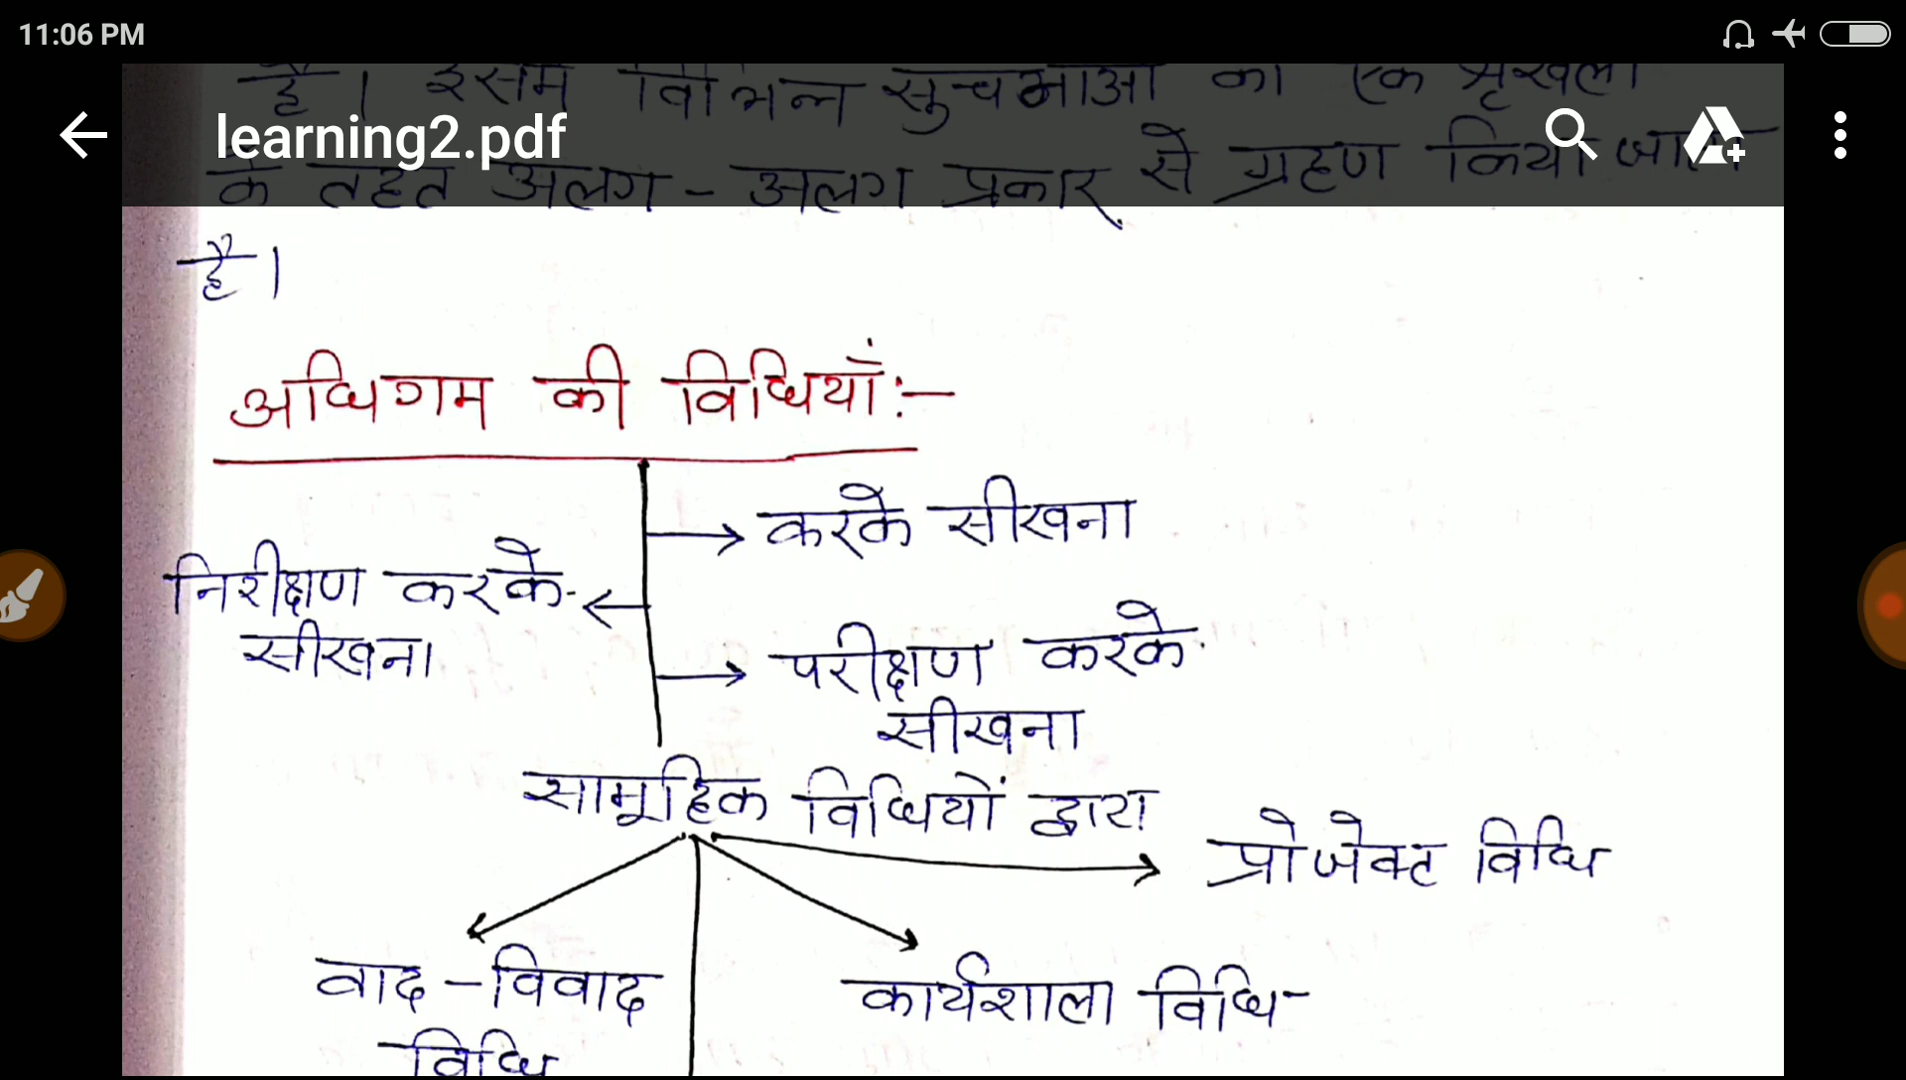 11:06 PM
है। इसमें विभिन्न सुचनाओं को एक श्रृंखला
learning2.pdf
के तहत अलग - अलग प्रकार से ग्रहण किया जाता
है।
अधिगम की विधियाँ:-
करके सीखना
निरीक्षण करके
सीखना
परीक्षण करके
सीखना
सामूहिक विधियों द्वारा
प्रोजेक्ट विधि
वाद - विवाद
विधि
कार्यशाला विधि